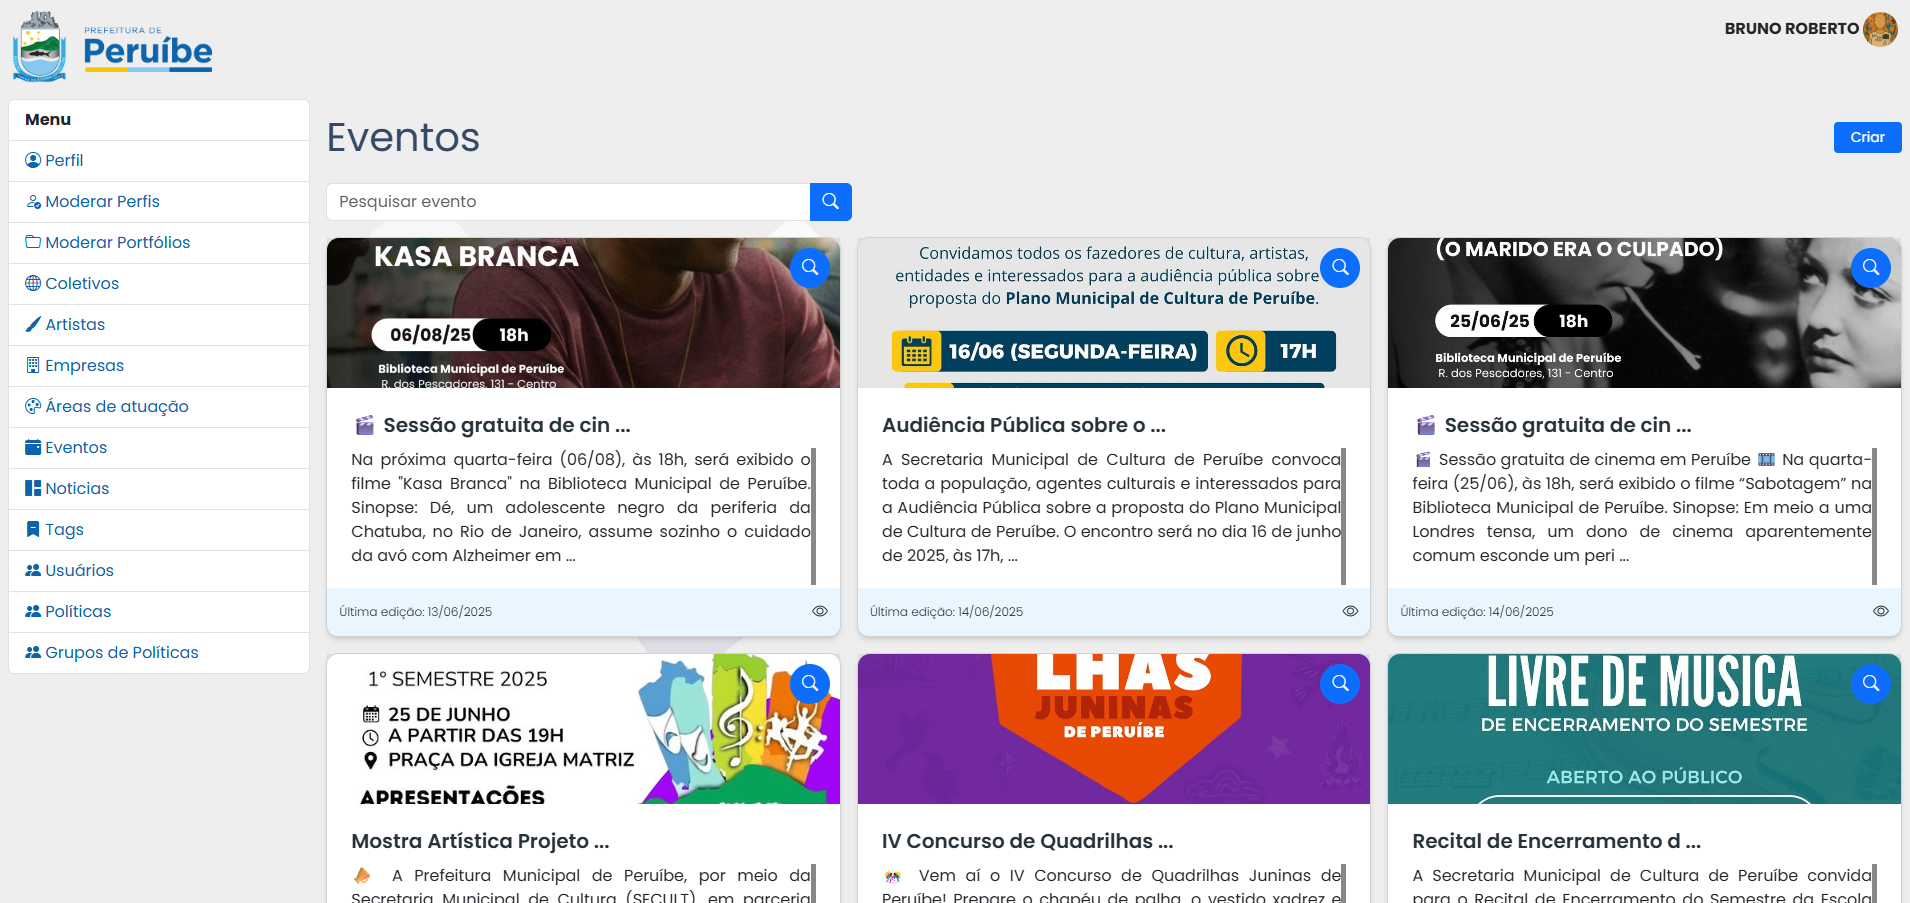 PREFEITURA DE
Peruíbe
BRUNO ROBERTO
Menu
Perfil
Moderar Perfis
Moderar Portfólios
Coletivos
Artistas
Empresas
Áreas de atuação
Eventos
Noticias
Tags
Usuários
Políticas
Grupos de Políticas
Eventos
Criar
Pesquisar evento
KASA BRANCA
06/08/25 18h
Biblioteca Municipal de Peruíbe
R. dos Pescadores, 131 - Centro
Sessão gratuita de cin ...
Na próxima quarta-feira (06/08), às 18h, será exibido o
filme "Kasa Branca" na Biblioteca Municipal de Peruíbe.
Sinopse: Dé, um adolescente negro da periferia da
Chatuba, no Rio de Janeiro, assume sozinho o cuidado
da avó com Alzheimer em ...
Última edição: 13/06/2025
Convidamos todos os fazedores de cultura, artistas,
entidades e interessados para a audiência pública sobre
proposta do Plano Municipal de Cultura de Peruíbe.
16/06 (SEGUNDA-FEIRA) 17H
Audiência Pública sobre o ...
A Secretaria Municipal de Cultura de Peruíbe convoca
toda a população, agentes culturais e interessados para
a Audiência Pública sobre a proposta do Plano Municipal
de Cultura de Peruíbe. O encontro será no dia 16 de junho
de 2025, às 17h, ...
Última edição: 14/06/2025
(O MARIDO ERA O CULPADO)
25/06/25 18h
Biblioteca Municipal de Peruíbe
R. dos Pescadores, 131 - Centro
Sessão gratuita de cin ...
🎬 Sessão gratuita de cinema em Peruíbe 🎞️ Na quarta-
feira (25/06), às 18h, será exibido o filme “Sabotagem” na
Biblioteca Municipal de Peruíbe. Sinopse: Em meio a uma
Londres tensa, um dono de cinema aparentemente
comum esconde um peri ...
Última edição: 14/06/2025
1° SEMESTRE 2025
25 DE JUNHO
A PARTIR DAS 19H
PRAÇA DA IGREJA MATRIZ
APRESENTAÇÕES
Mostra Artística Projeto ...
A Prefeitura Municipal de Peruíbe, por meio da
Secretaria Municipal de Cultura (SECULT), em parceria
LHAS
JUNINAS
DE PERUÍBE
IV Concurso de Quadrilhas ...
Vem aí o IV Concurso de Quadrilhas Juninas de
Peruíbe! Prepare o chapéu de palha, o vestido xadrez e
LIVRE DE MÚSICA
DE ENCERRAMENTO DO SEMESTRE
ABERTO AO PÚBLICO
Recital de Encerramento d ...
A Secretaria Municipal de Cultura de Peruíbe convida
para o Recital de Encerramento do Semestre da Escola